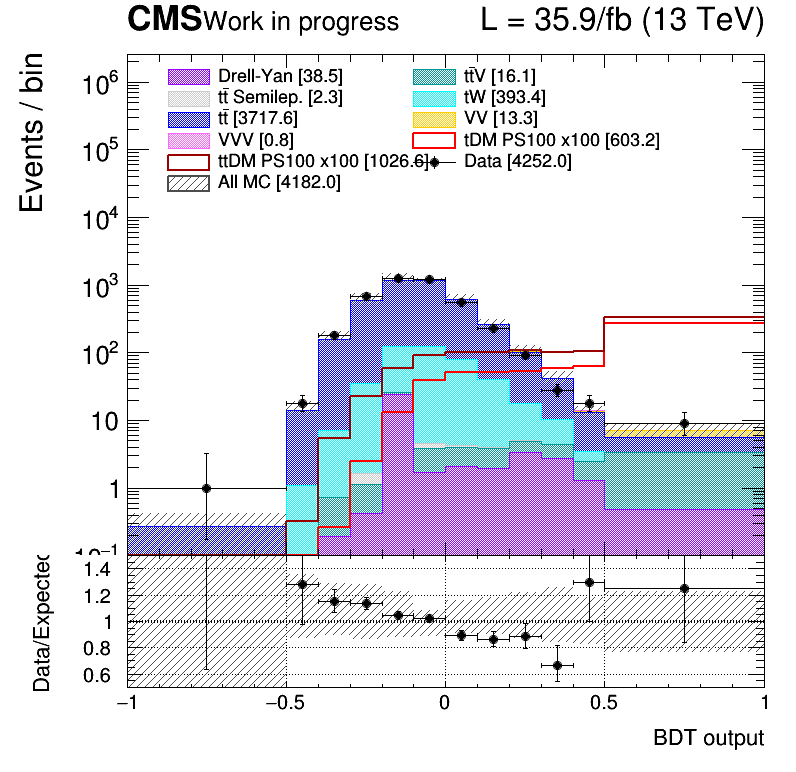 CMS Work in progress L = 35.9/fb (13 TeV)
Events / bin
Drell-Yan [38.5] tt̄V [16.1]
tt̄ Semilep. [2.3] tW [393.4]
tt̄ [3717.6] VV [13.3]
VVV [0.8] tDM PS100 x100 [603.2]
ttDM PS100 x100 [1026.6] Data [4252.0]
All MC [4182.0]
10⁶
10⁵
10⁴
10³
10²
10
1
10⁻¹
Data/Expected
1.4
1.2
1
0.8
0.6
−1 −0.5 0 0.5 1
BDT output